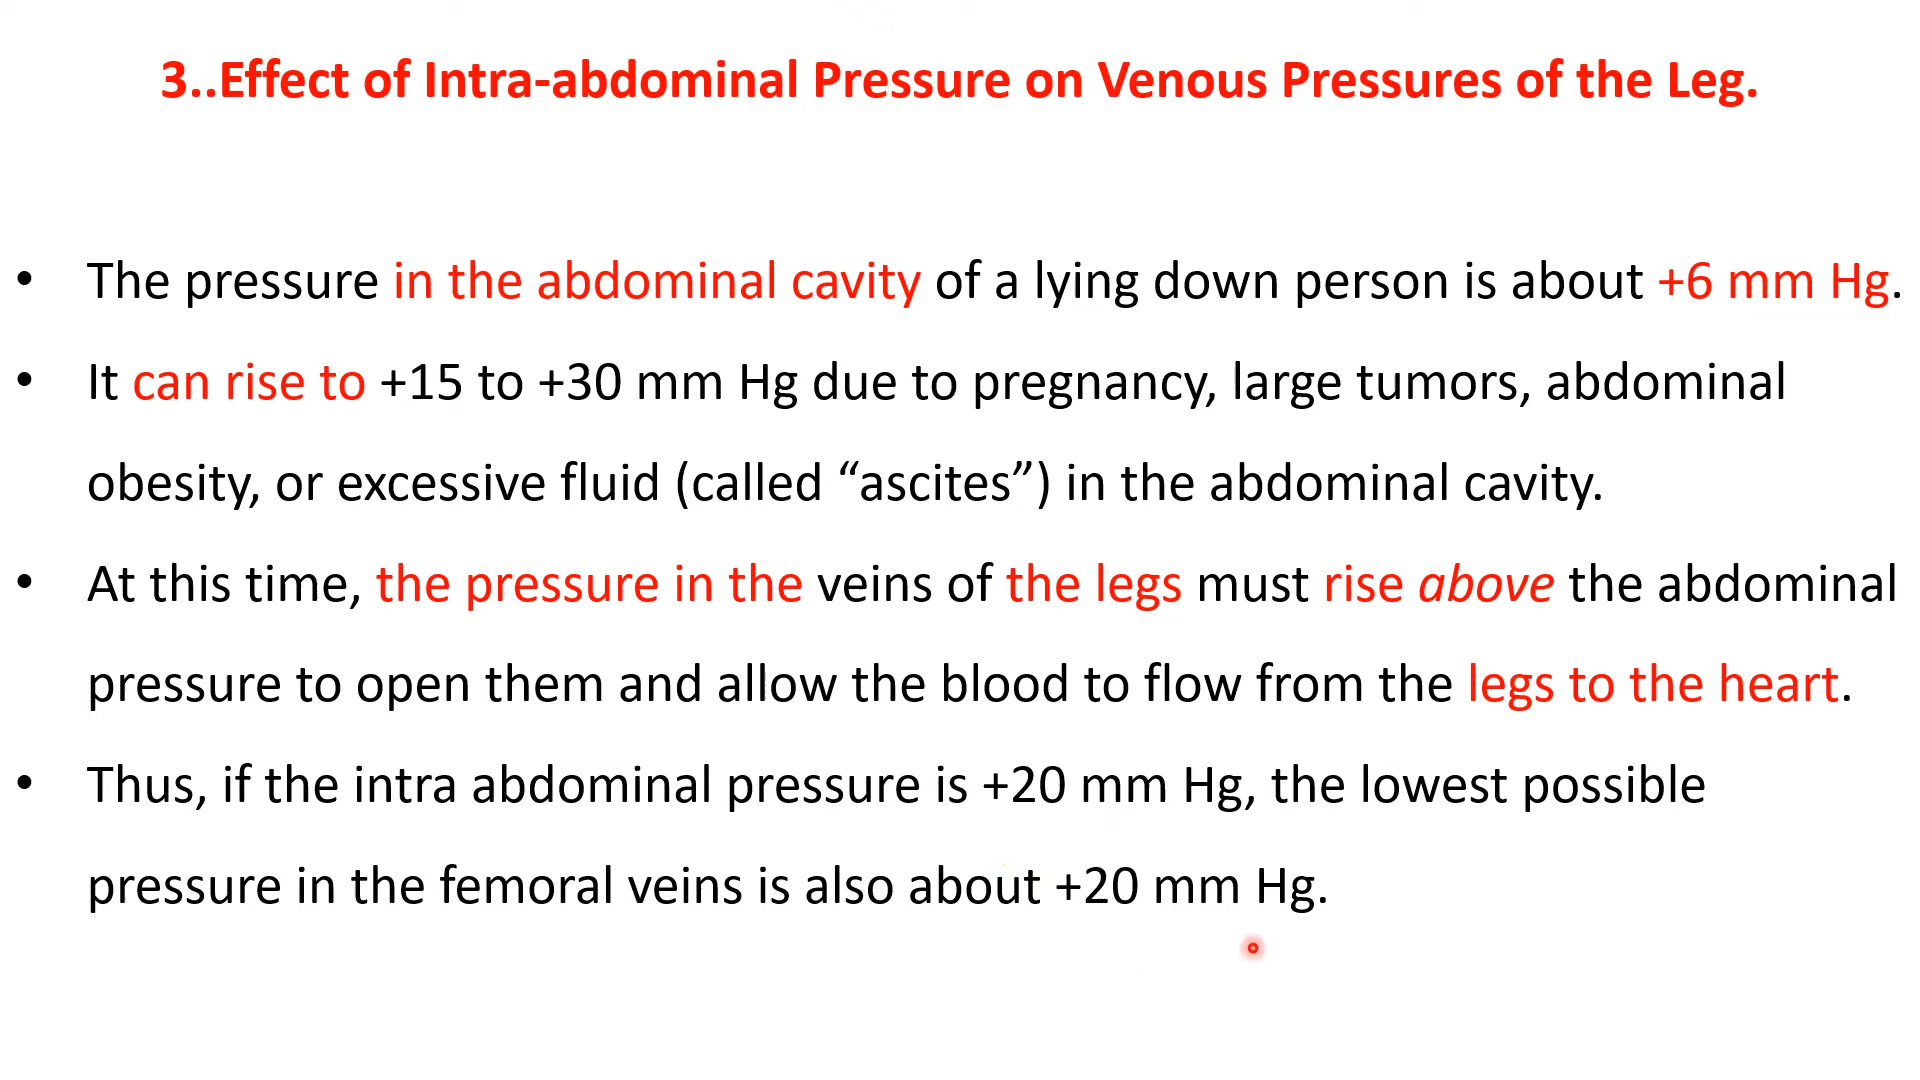 3..Effect of Intra-abdominal Pressure on Venous Pressures of the Leg.
• The pressure in the abdominal cavity of a lying down person is about +6 mm Hg.
• It can rise to +15 to +30 mm Hg due to pregnancy, large tumors, abdominal
obesity, or excessive fluid (called “ascites”) in the abdominal cavity.
• At this time, the pressure in the veins of the legs must rise above the abdominal
pressure to open them and allow the blood to flow from the legs to the heart.
• Thus, if the intra abdominal pressure is +20 mm Hg, the lowest possible
pressure in the femoral veins is also about +20 mm Hg.